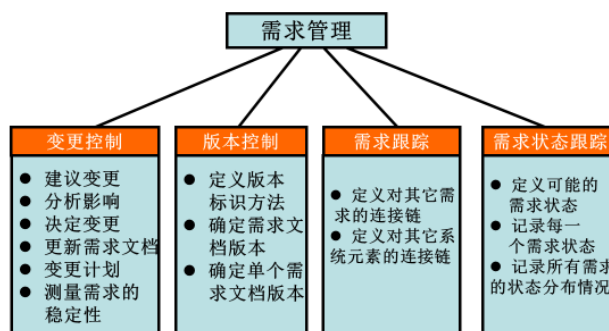 需求管理
变更控制
建议变更
分析影响
决定变更
更新需求文档
变更计划
测量需求的
稳定性
版本控制
定义版本
标识方法
确定需求文
档版本
确定单个需
求文档版本
需求跟踪
定义对其它需
求的连接链
定义对其它系
统元素的连接链
需求状态跟踪
定义可能的
需求状态
记录每一
个需求状态
记录所有需求
的状态分布情况